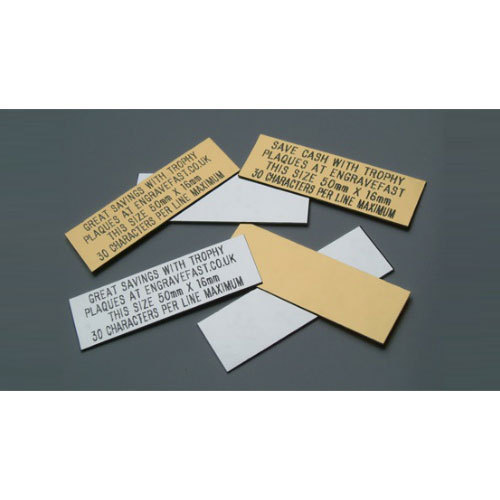 GREAT SAVINGS WITH TROPHY
PLAQUES AT ENGRAVEFAST.CO.UK
THIS SIZE 50mm X 16mm
30 CHARACTERS PER LINE MAXIMUM
SAVE CASH WITH TROPHY
PLAQUES AT ENGRAVEFAST
THIS SIZE 50mm X 16mm
30 CHARACTERS PER LINE MAXIMUM
GREAT SAVINGS WITH TROPHY
PLAQUES AT ENGRAVEFAST.CO.UK
THIS SIZE 50mm X 16mm
30 CHARACTERS PER LINE MAXIMUM